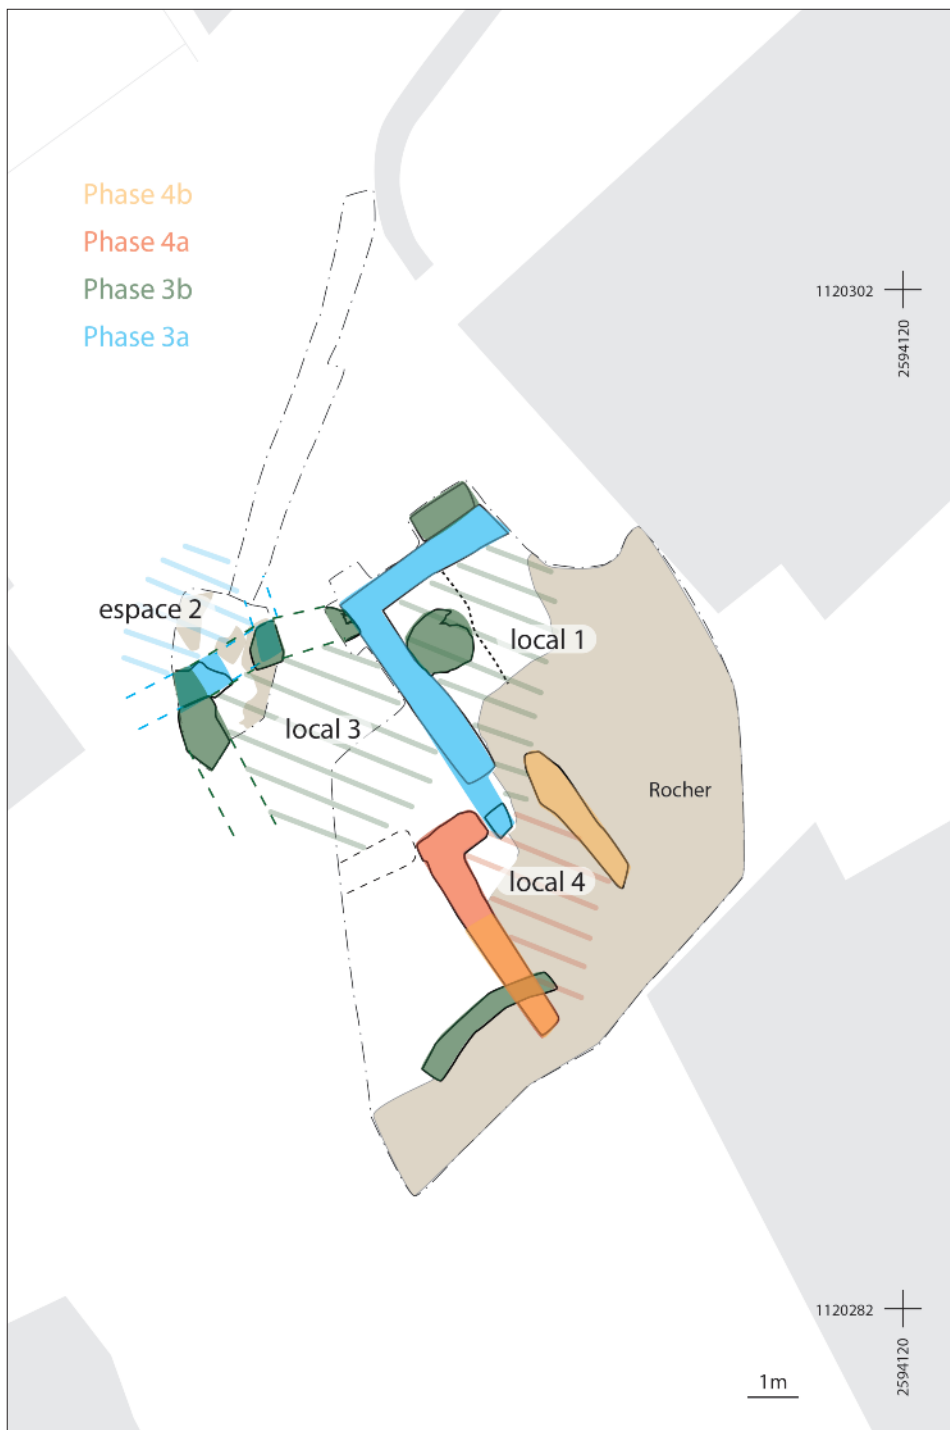 Phase 4b
Phase 4a
Phase 3b
Phase 3a
1120302
2594120
espace 2
local 1
local 3
Rocher
local 4
1120282
2594120
1m